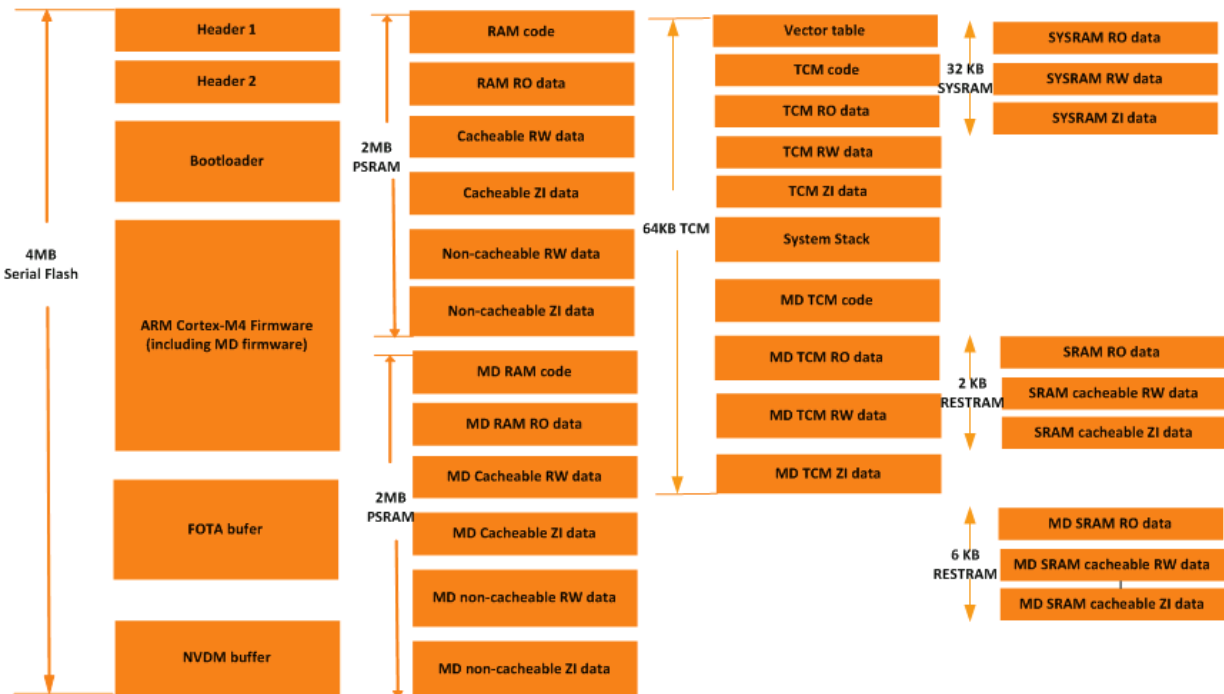 4MB
Serial Flash
Header 1
Header 2
Bootloader
ARM Cortex-M4 Firmware
(including MD firmware)
FOTA bufer
NVDM buffer
2MB
PSRAM
RAM code
RAM RO data
Cacheable RW data
Cacheable ZI data
Non-cacheable RW data
Non-cacheable ZI data
2MB
PSRAM
MD RAM code
MD RAM RO data
MD Cacheable RW data
MD Cacheable ZI data
MD non-cacheable RW data
MD non-cacheable ZI data
64KB TCM
Vector table
TCM code
TCM RO data
TCM RW data
TCM ZI data
System Stack
MD TCM code
MD TCM RO data
MD TCM RW data
MD TCM ZI data
32 KB
SYSRAM
SYSRAM RO data
SYSRAM RW data
SYSRAM ZI data
2 KB
RESTRAM
SRAM RO data
SRAM cacheable RW data
SRAM cacheable ZI data
6 KB
RESTRAM
MD SRAM RO data
MD SRAM cacheable RW data
MD SRAM cacheable ZI data